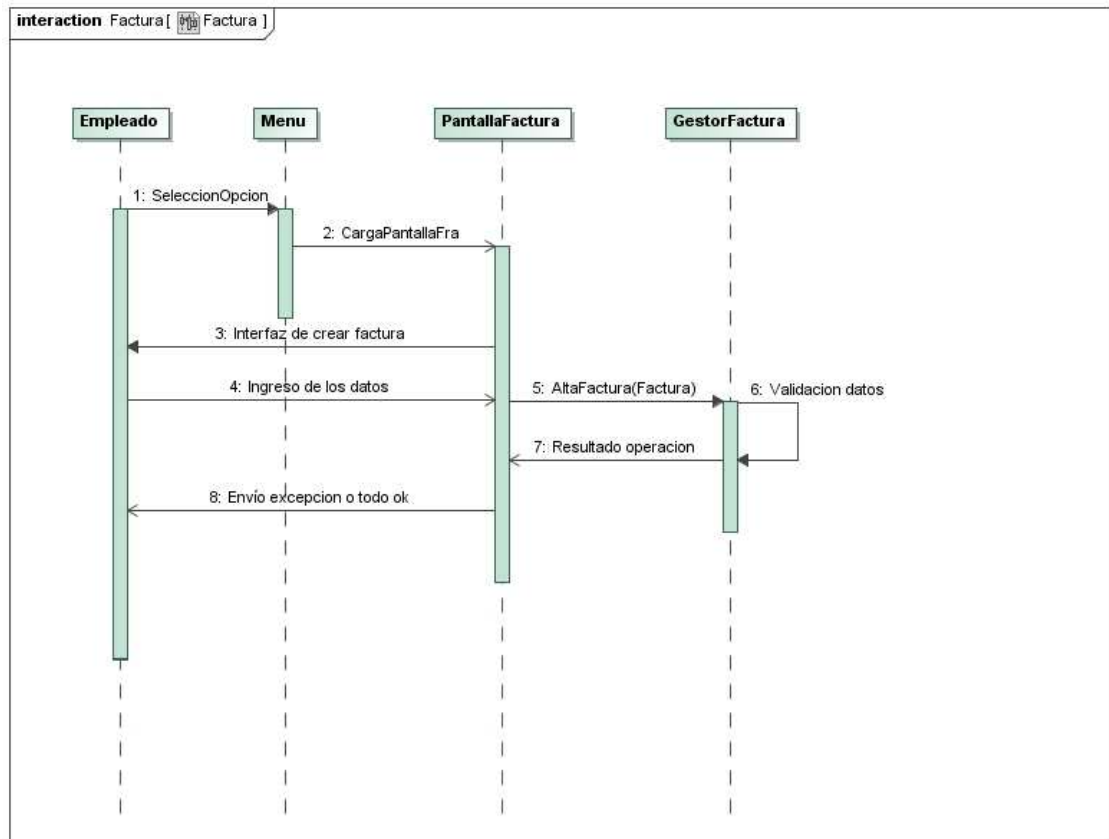 interaction Factura [ Factura ]
Empleado
Menu
PantallaFactura
GestorFactura
1: SeleccionOpcion
2: CargaPantallaFra
3: Interfaz de crear factura
4: Ingreso de los datos
5: AltaFactura(Factura)
6: Validacion datos
7: Resultado operacion
8: Envío excepcion o todo ok